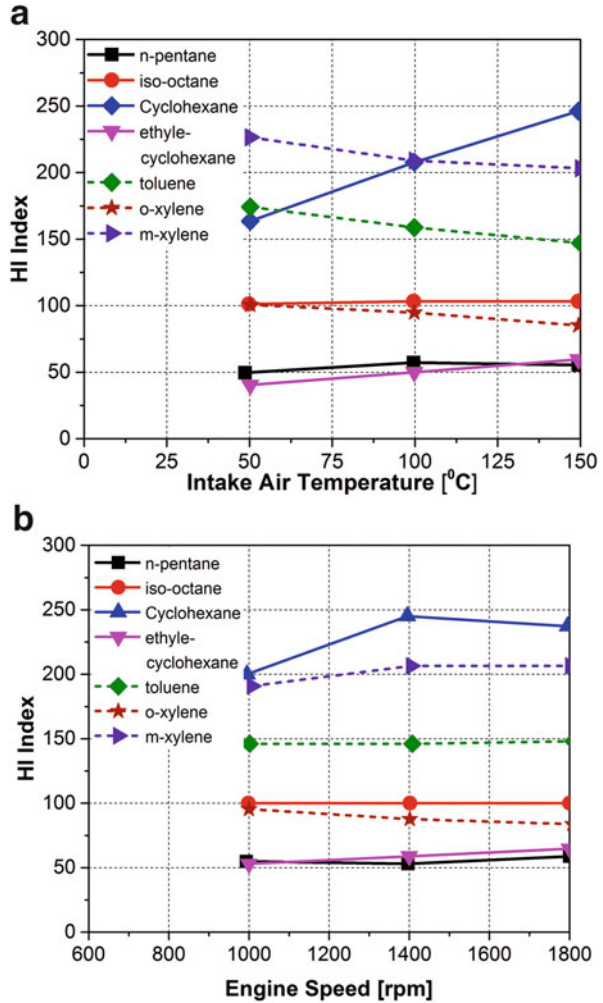 a
300
250
200
150
100
50
0
HI Index
n-pentane
iso-octane
Cyclohexane
ethyle-
cyclohexane
toluene
o-xylene
m-xylene
0 25 50 75 100 125 150
Intake Air Temperature [⁰C]
b
300
250
200
150
100
50
0
HI Index
n-pentane
iso-octane
Cyclohexane
ethyle-
cyclohexane
toluene
o-xylene
m-xylene
600 800 1000 1200 1400 1600 1800
Engine Speed [rpm]